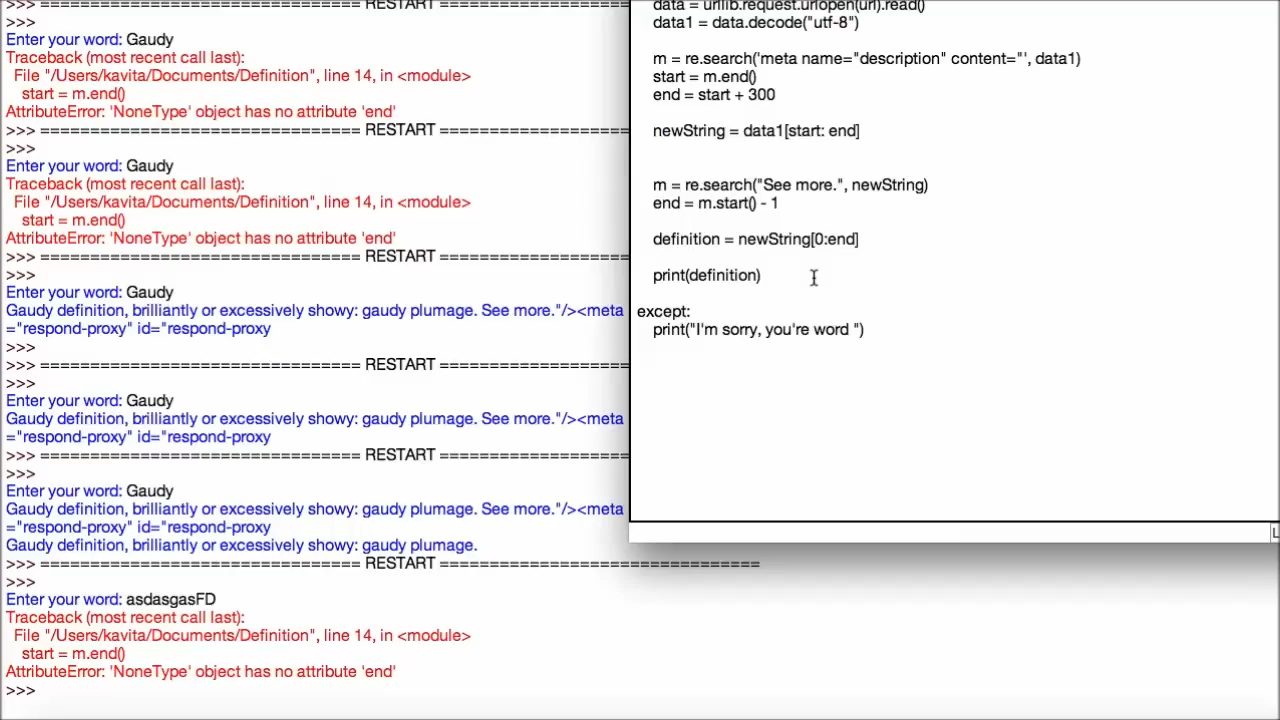 >>> ================================ RESTART ================================
>>>
Enter your word: Gaudy
Traceback (most recent call last):
File "/Users/kavita/Documents/Definition", line 14, in <module>
start = m.end()
AttributeError: 'NoneType' object has no attribute 'end'
>>> ================================ RESTART ================================
>>>
Enter your word: Gaudy
Traceback (most recent call last):
File "/Users/kavita/Documents/Definition", line 14, in <module>
start = m.end()
AttributeError: 'NoneType' object has no attribute 'end'
>>> ================================ RESTART ================================
>>>
Enter your word: Gaudy
Gaudy definition, brilliantly or excessively showy: gaudy plumage. See more."/><meta
="respond-proxy" id="respond-proxy
>>>
>>> ================================ RESTART ================================
>>>
Enter your word: Gaudy
Gaudy definition, brilliantly or excessively showy: gaudy plumage. See more."/><meta
="respond-proxy" id="respond-proxy
>>> ================================ RESTART ================================
>>>
Enter your word: Gaudy
Gaudy definition, brilliantly or excessively showy: gaudy plumage. See more."/><meta
="respond-proxy" id="respond-proxy
Gaudy definition, brilliantly or excessively showy: gaudy plumage.
>>> ================================ RESTART ================================
>>>
Enter your word: asdasgasFD
Traceback (most recent call last):
File "/Users/kavita/Documents/Definition", line 14, in <module>
start = m.end()
AttributeError: 'NoneType' object has no attribute 'end'
>>>
data = urllib.request.urlopen(url).read()
data1 = data.decode("utf-8")
m = re.search('meta name="description" content="', data1)
start = m.end()
end = start + 300
newString = data1[start: end]
m = re.search("See more.", newString)
end = m.start() - 1
definition = newString[0:end]
print(definition)
except:
print("I'm sorry, you're word ")